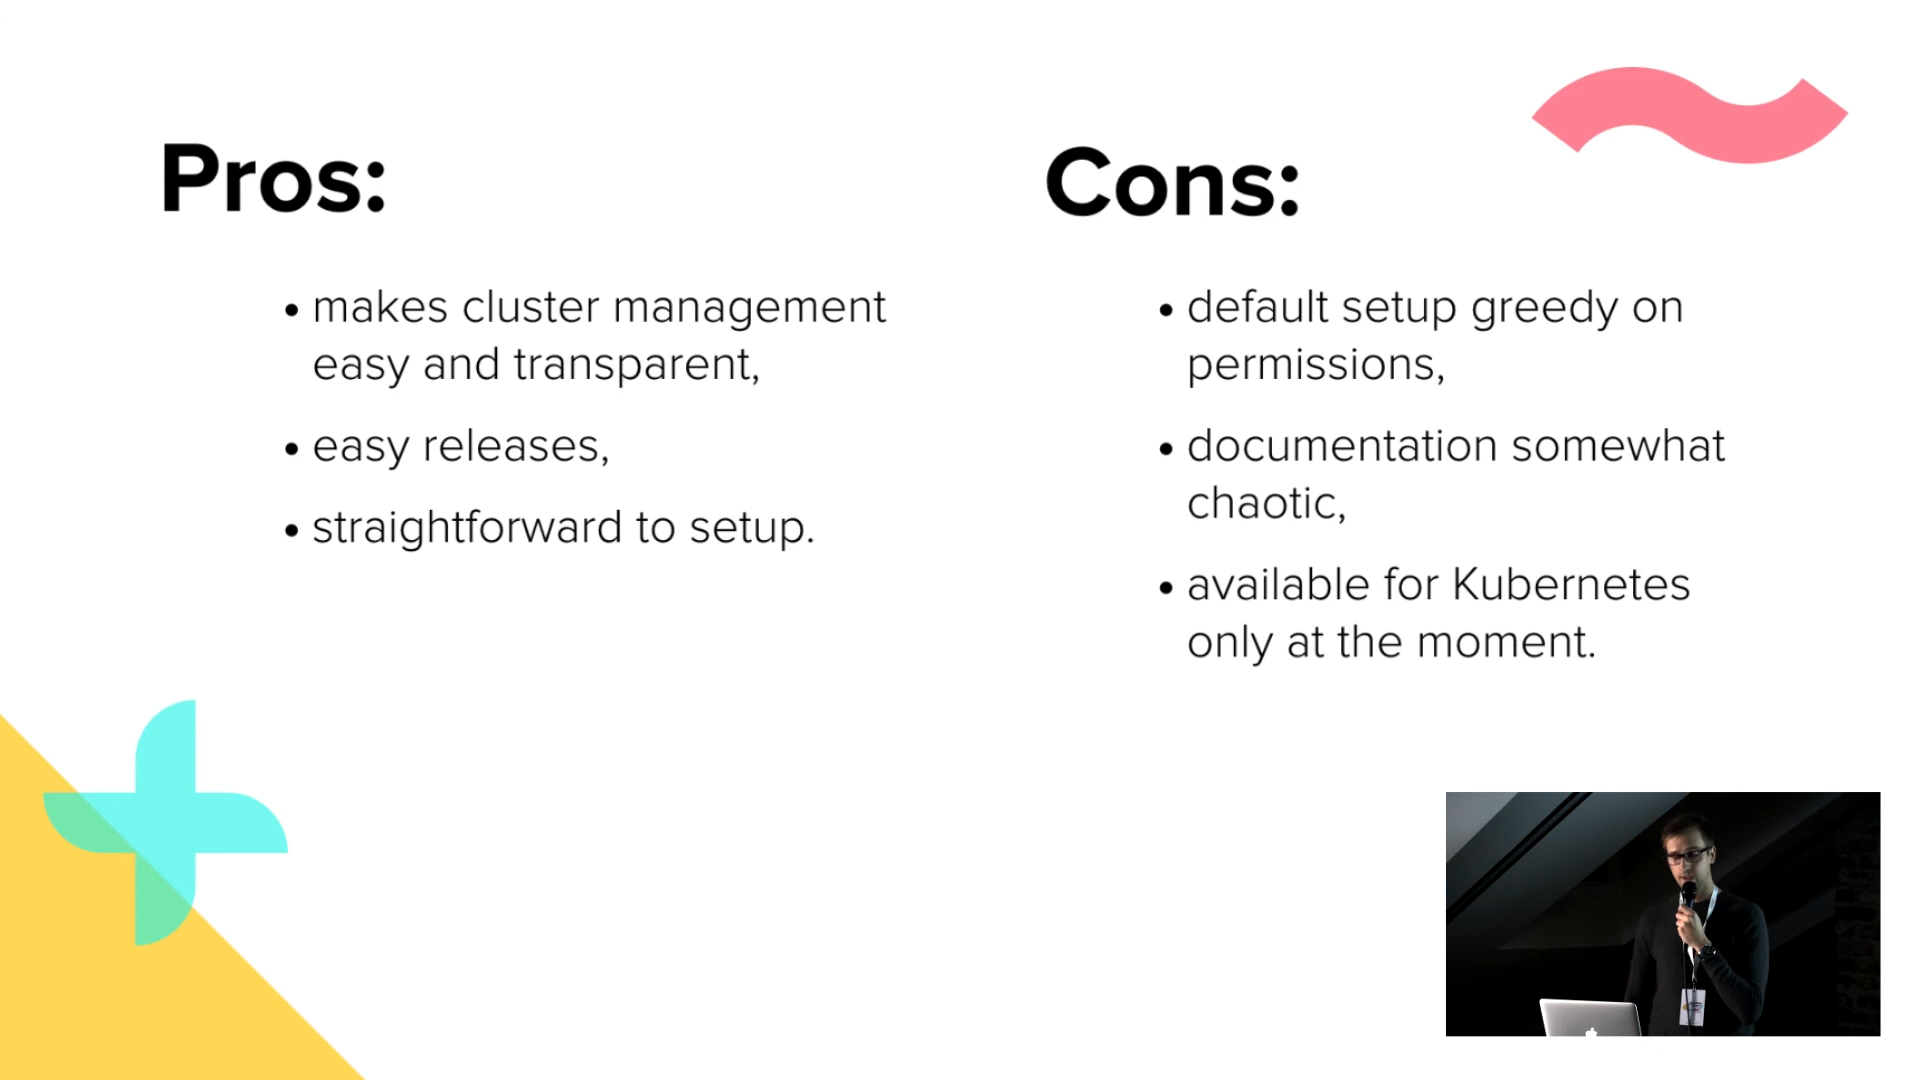 Pros:
• makes cluster management
easy and transparent,
• easy releases,
• straightforward to setup.
Cons:
• default setup greedy on
permissions,
• documentation somewhat
chaotic,
• available for Kubernetes
only at the moment.